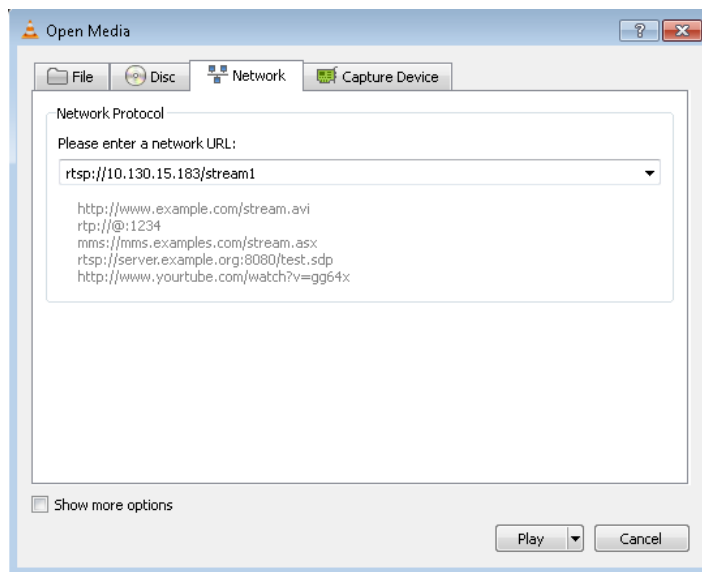 Open Media
File
Disc
Network
Capture Device
Network Protocol
Please enter a network URL:
rtsp://10.130.15.183/stream1
http://www.example.com/stream.avi
rtp://@:1234
mms://mms.examples.com/stream.asx
rtsp://server.example.org:8080/test.sdp
http://www.yourtube.com/watch?v=gg64x
Show more options
Play
Cancel